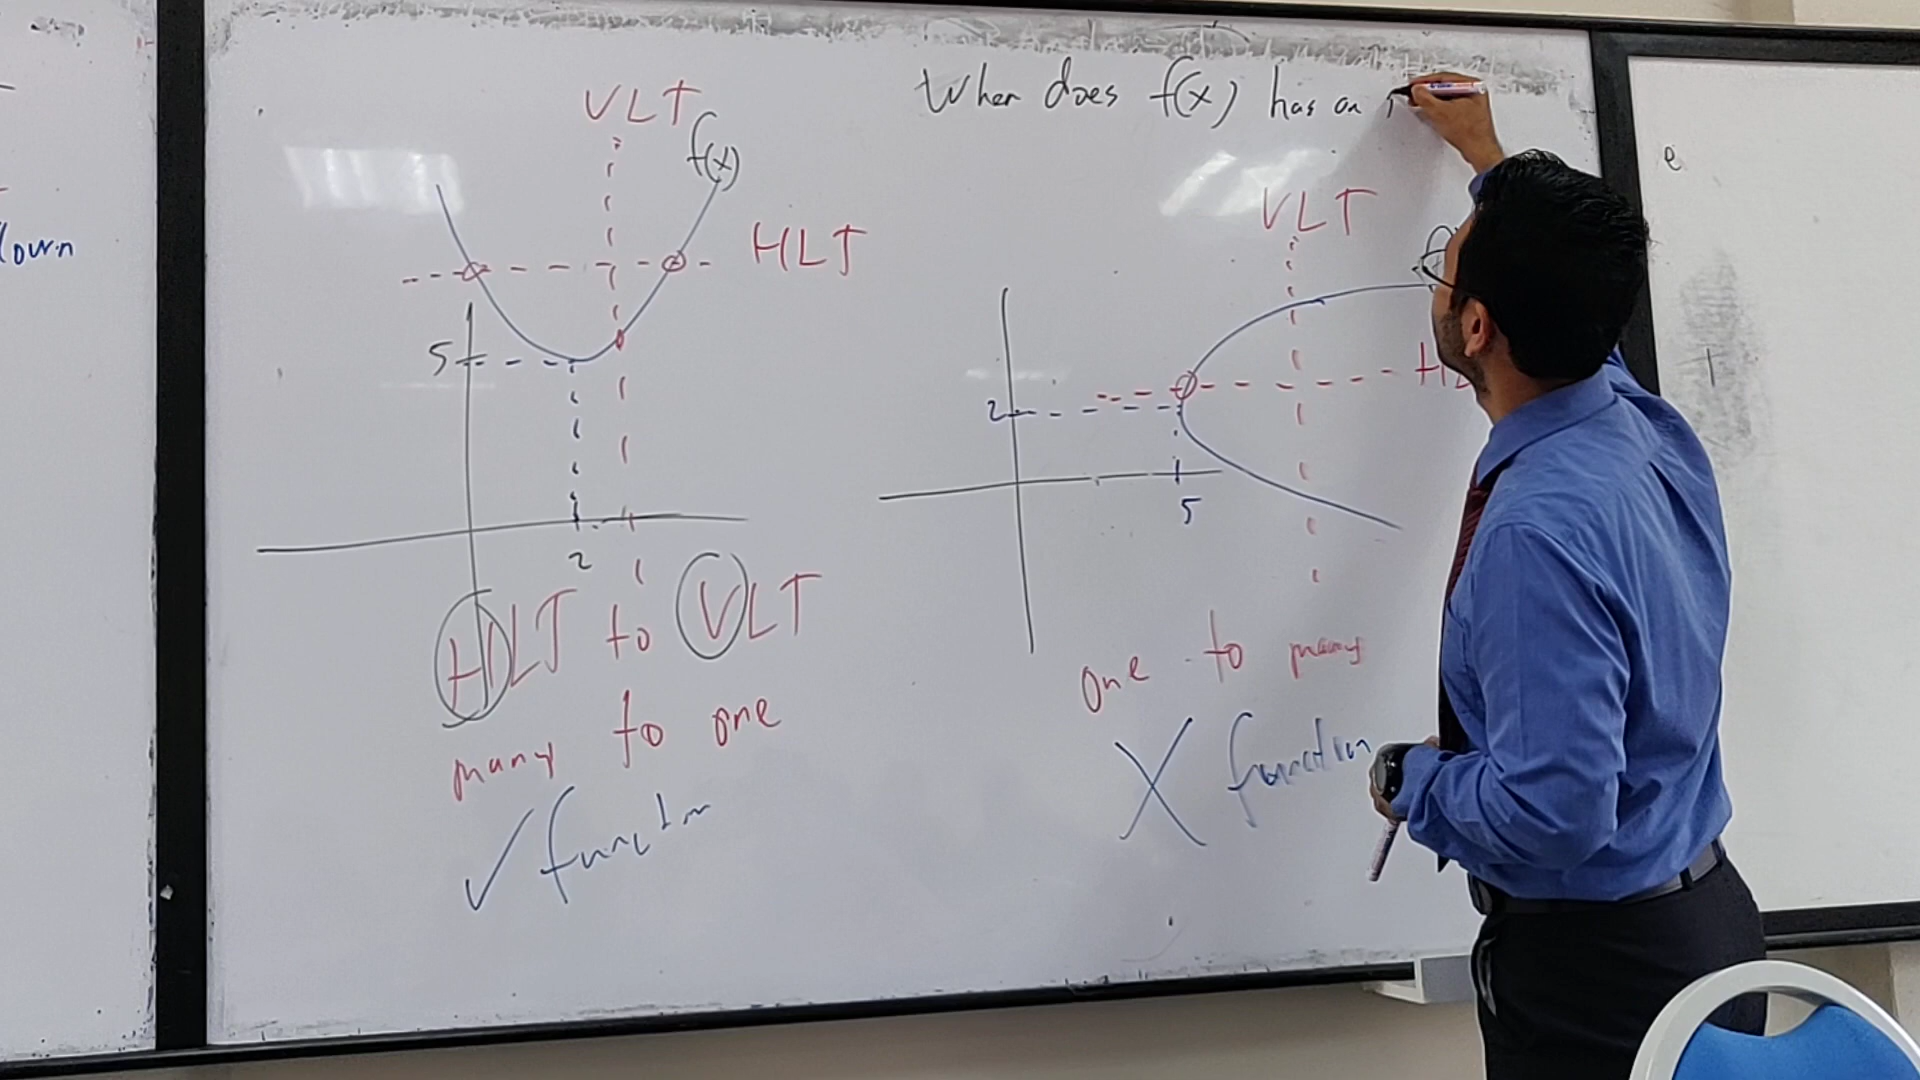 down
When does f(x) has an
VLT
f(x)
HLT
5
2
HLT to VLT
many to one
✓ function
VLT
2
5
one to many
X function
e